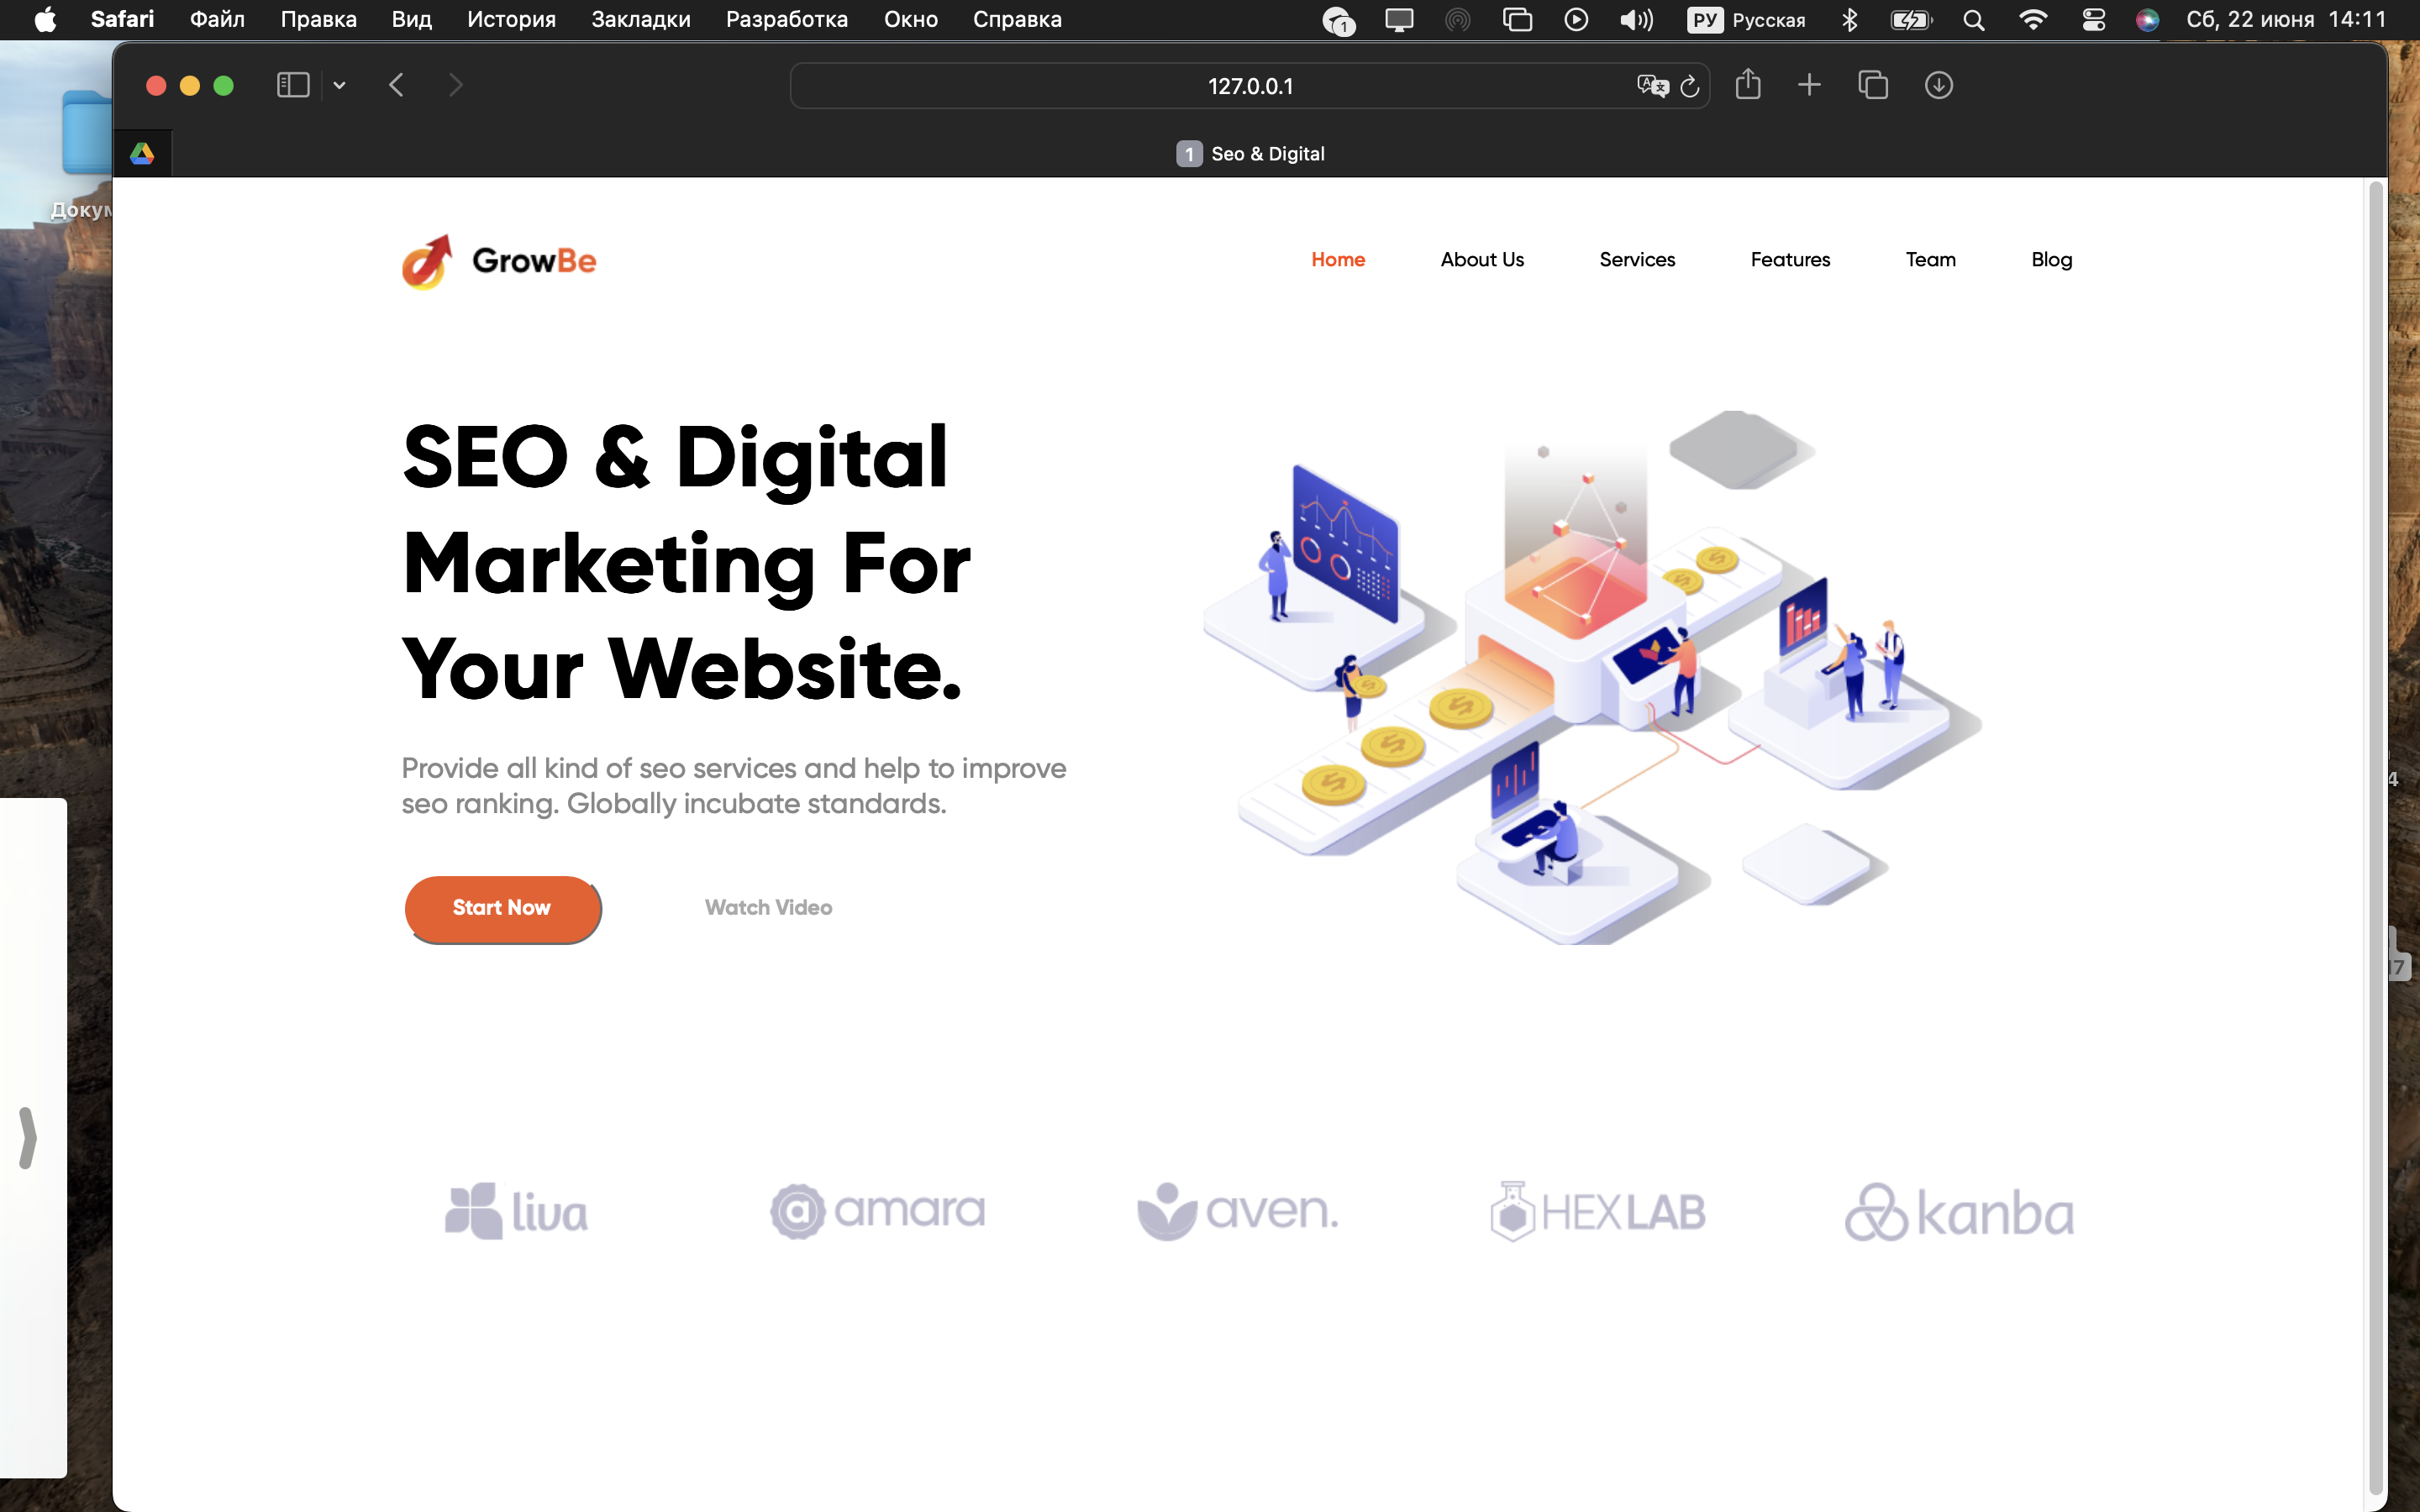 Safari Файл Правка Вид История Закладки Разработка Окно Справка 1 РУ Русская Сб, 22 июня 14:11
127.0.0.1
1 Seo & Digital
GrowBe
Home About Us Services Features Team Blog
SEO & Digital
Marketing For
Your Website.
Provide all kind of seo services and help to improve
seo ranking. Globally incubate standards.
Start Now Watch Video
liva amara aven. HEXLAB kanba